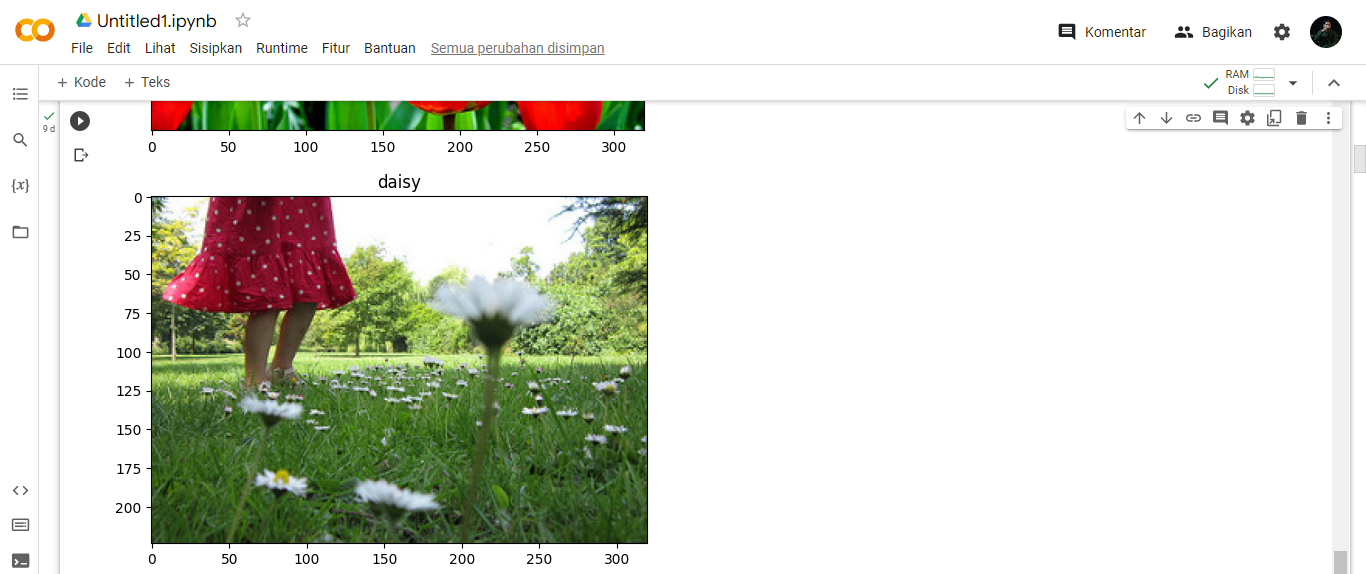 Untitled1.ipynb
File Edit Lihat Sisipkan Runtime Fitur Bantuan Semua perubahan disimpan
Komentar Bagikan
+ Kode + Teks
RAM
Disk
9 d
{x}
0 50 100 150 200 250 300
daisy
0
25
50
75
100
125
150
175
200
0 50 100 150 200 250 300